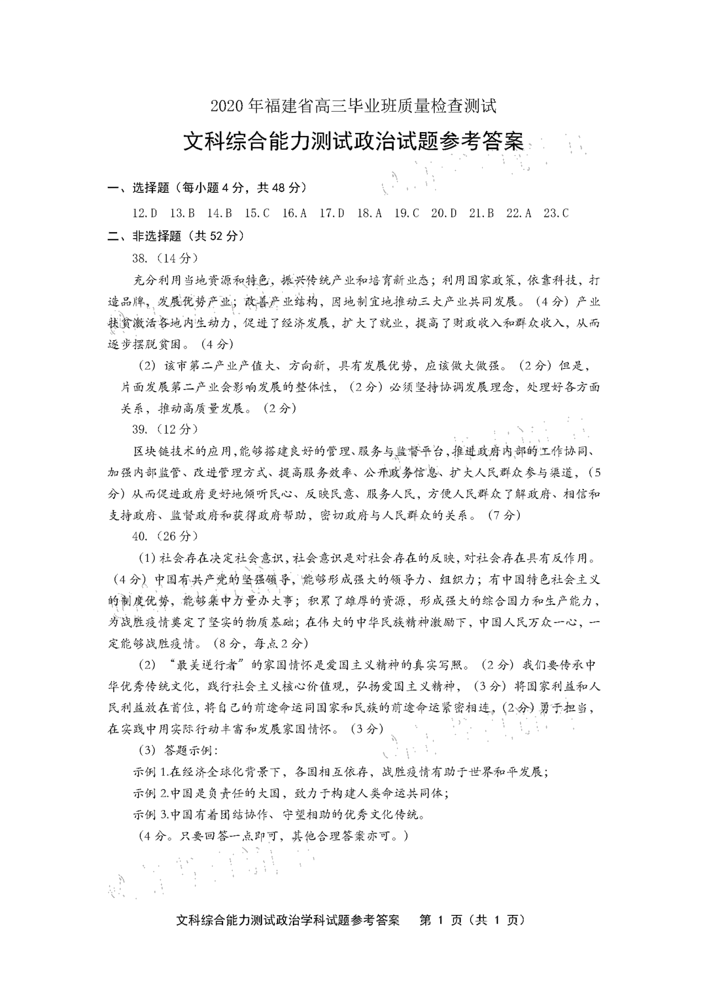 2020 年福建省高三毕业班质量检查测试
文科综合能力测试政治试题参考答案
一、选择题（每小题 4 分，共 48 分）
12.D 13.B 14.B 15.C 16.A 17.D 18.A 19.C 20.D 21.B 22.A 23.C
二、非选择题（共 52 分）
38.（14 分）
充分利用当地资源和特色，振兴传统产业和培育新业态；利用国家政策，依靠科技，打
造品牌，发展优势产业；改善产业结构，因地制宜地推动三大产业共同发展。（4 分）产业
扶贫激活各地内生动力，促进了经济发展，扩大了就业，提高了财政收入和群众收入，从而
逐步摆脱贫困。（4 分）
（2）该市第二产业产值大、方向新，具有发展优势，应该做大做强。（2 分）但是，
片面发展第二产业会影响发展的整体性，（2 分）必须坚持协调发展理念，处理好各方面
关系，推动高质量发展。（2 分）
39.（12 分）
区块链技术的应用，能够搭建良好的管理、服务与监督平台，推进政府内部的工作协同、
加强内部监管、改进管理方式、提高服务效率、公开政务信息、扩大人民群众参与渠道，（5
分）从而促进政府更好地倾听民心、反映民意、服务人民，方便人民群众了解政府、相信和
支持政府、监督政府和获得政府帮助，密切政府与人民群众的关系。（7 分）
40.（26 分）
（1）社会存在决定社会意识，社会意识是对社会存在的反映，对社会存在具有反作用。
（4 分）中国有共产党的坚强领导，能够形成强大的领导力、组织力；有中国特色社会主义
的制度优势，能够集中力量办大事；积累了雄厚的资源，形成强大的综合国力和生产能力，
为战胜疫情奠定了坚实的物质基础；在伟大的中华民族精神激励下，中国人民万众一心，一
定能够战胜疫情。（8 分，每点 2 分）
（2）“最美逆行者”的家国情怀是爱国主义精神的真实写照。（2 分）我们要传承中
华优秀传统文化，践行社会主义核心价值观，弘扬爱国主义精神，（3 分）将国家利益和人
民利益放在首位，将自己的前途命运同国家和民族的前途命运紧密相连，（2 分）勇于担当，
在实践中用实际行动丰富和发展家国情怀。（3 分）
（3）答题示例：
示例 1.在经济全球化背景下，各国相互依存，战胜疫情有助于世界和平发展；
示例 2.中国是负责任的大国，致力于构建人类命运共同体；
示例 3.中国有着团结协作、守望相助的优秀文化传统。
（4 分。只要回答一点即可，其他合理答案亦可。）
文科综合能力测试政治学科试题参考答案 第 1 页（共 1 页）